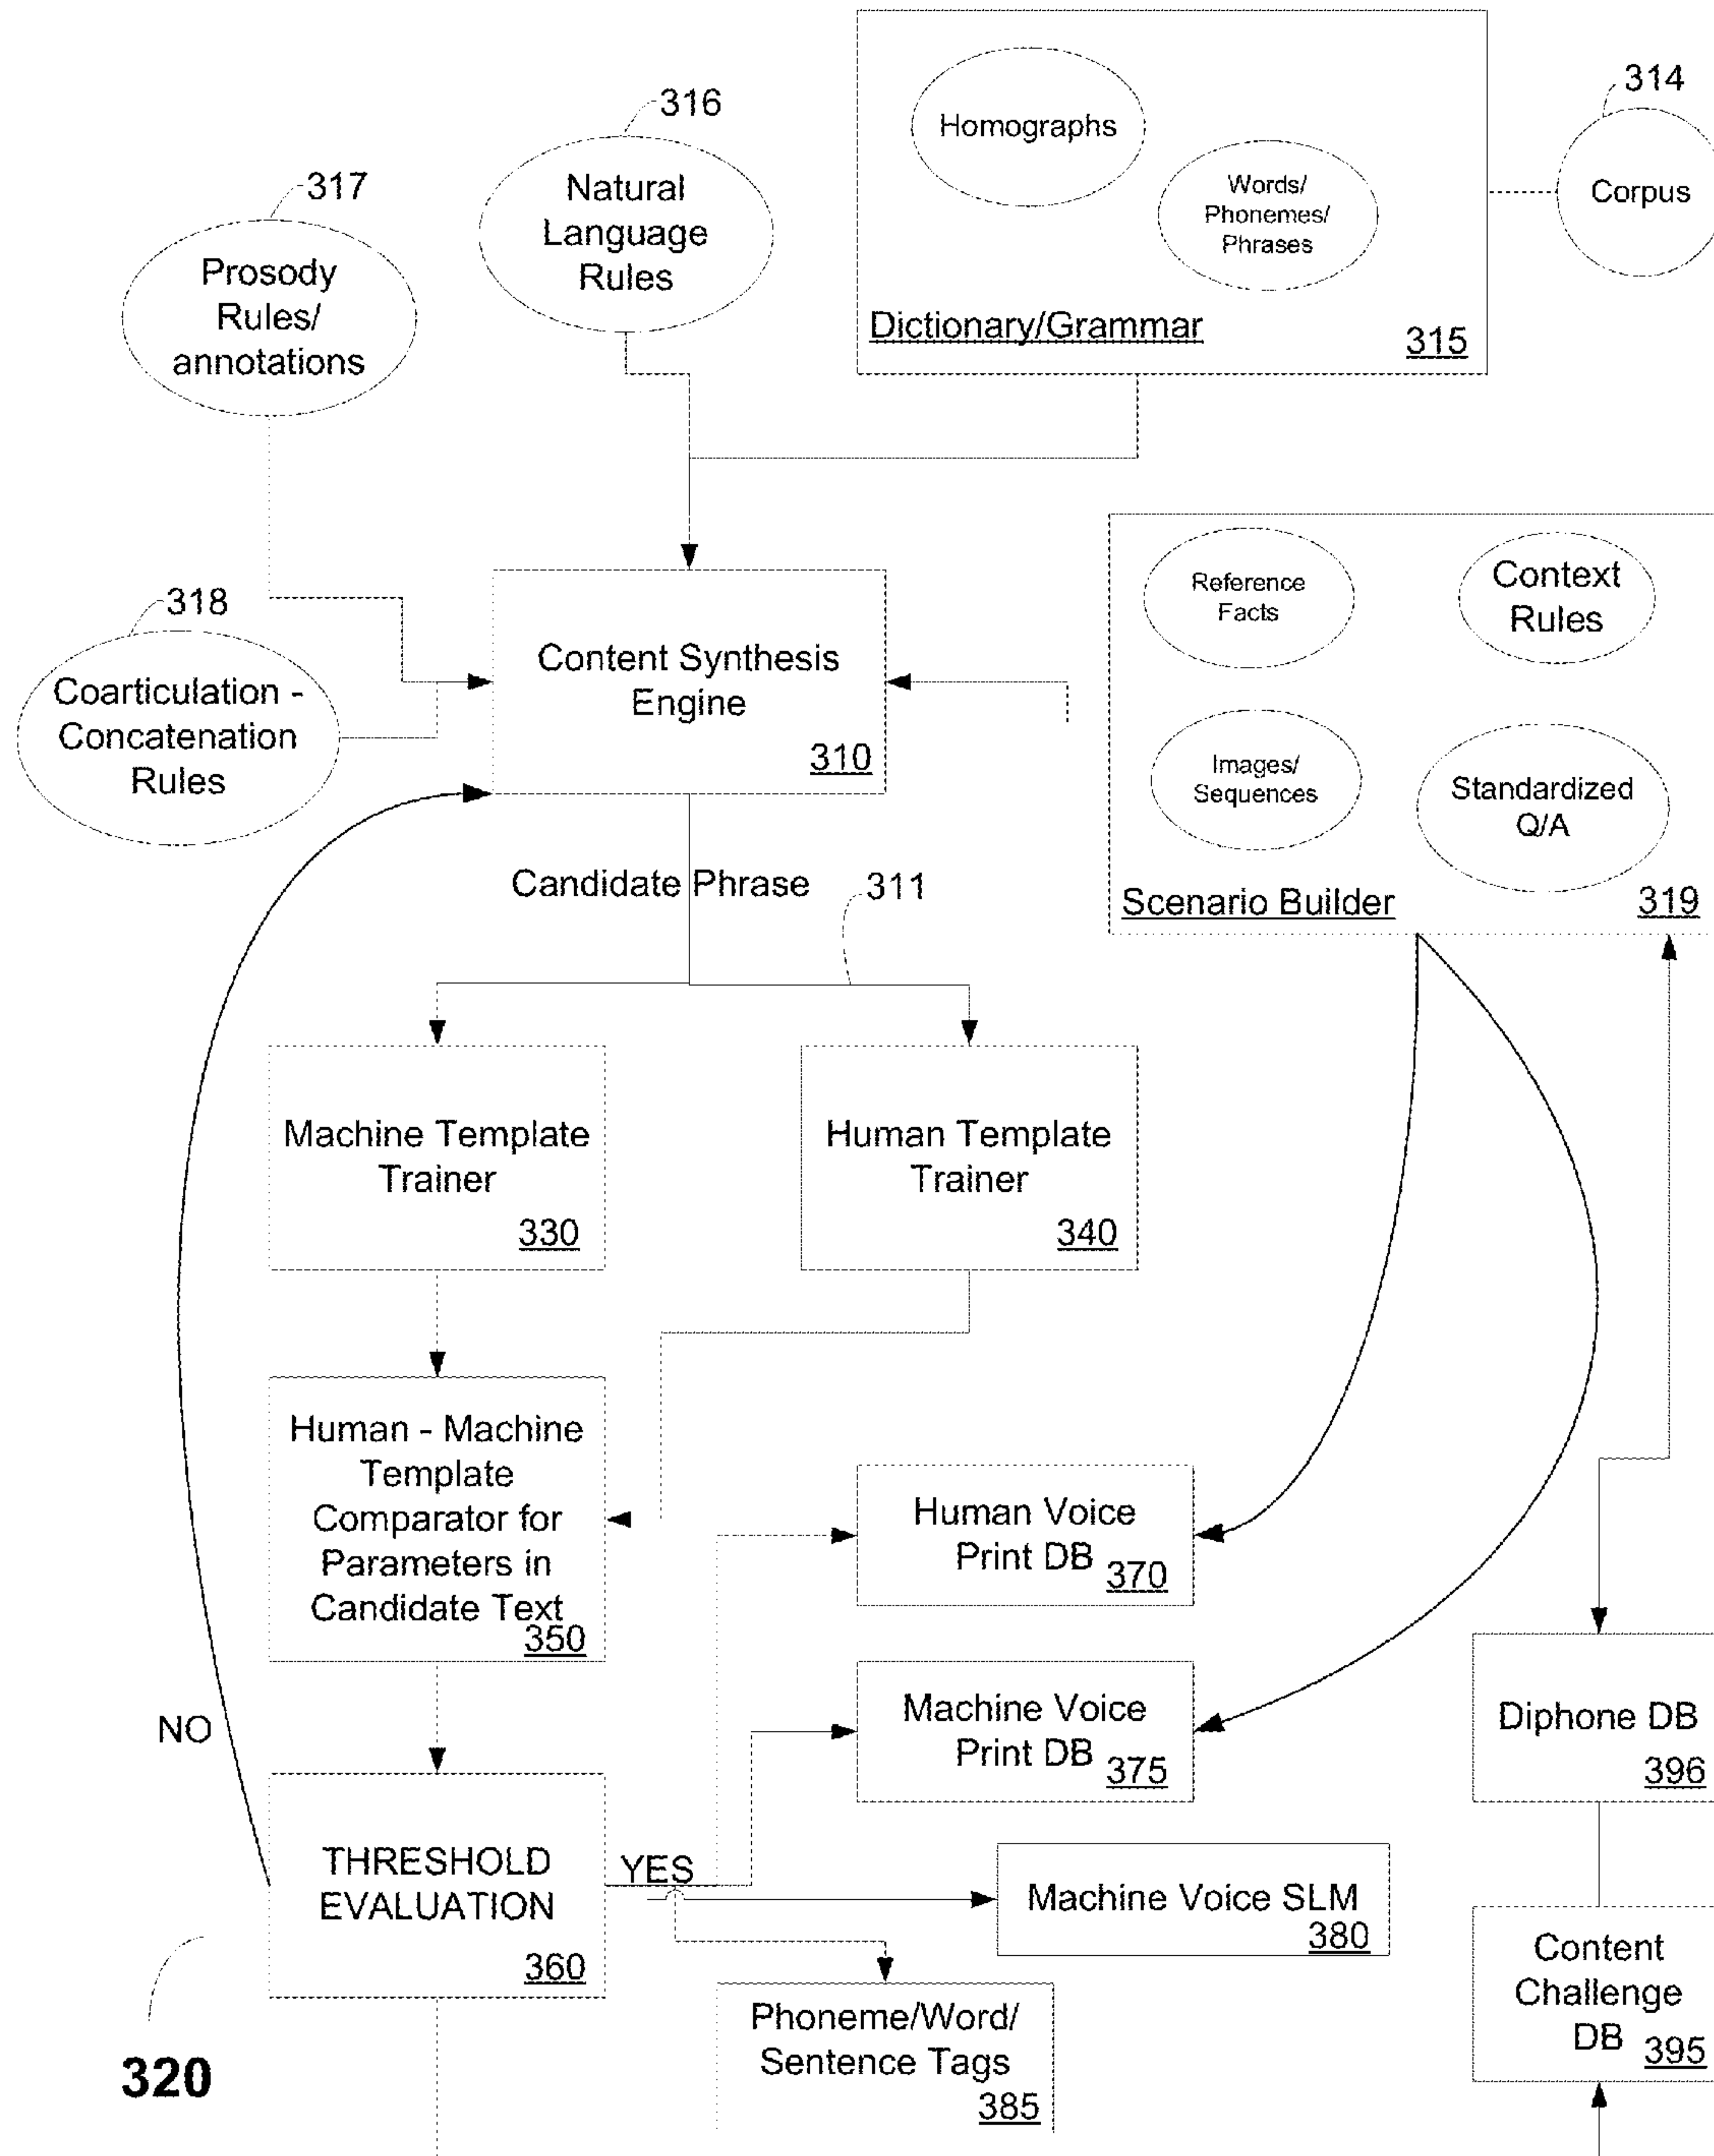 316
317
314
Homographs
Words/
Phonemes/
Phrases
Corpus
Natural
Language
Rules
Prosody
Rules/
annotations
Dictionary/Grammar
315
318
Coarticulation -
Concatenation
Rules
Content Synthesis
Engine
310
Reference
Facts
Context
Rules
Images/
Sequences
Standardized
Q/A
Scenario Builder
319
Candidate Phrase
311
Machine Template
Trainer
330
Human Template
Trainer
340
Human - Machine
Template
Comparator for
Parameters in
Candidate Text
350
Human Voice
Print DB
370
Machine Voice
Print DB
375
Diphone DB
396
NO
THRESHOLD
EVALUATION
360
YES
Machine Voice SLM
380
Content
Challenge
DB
395
Phoneme/Word/
Sentence Tags
385
320